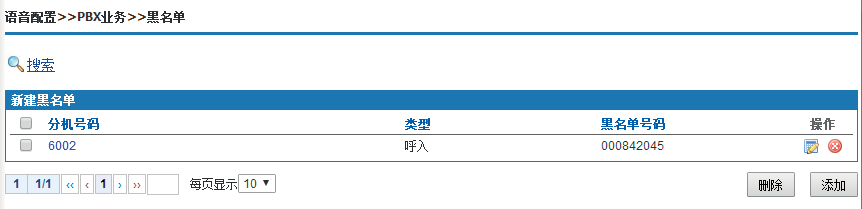 语音配置>>PBX业务>>黑名单
搜索
新建黑名单
分机号码 类型 黑名单号码 操作
6002 呼入 000842045
1 1/1 ‹‹ ‹ 1 › ›› 每页显示 10 ▼ 删除 添加